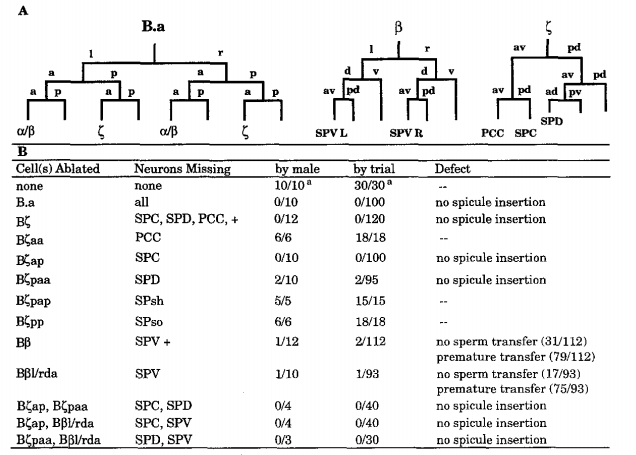 A
B.a β ζ
l r l r av pd
a p a p d v d v av pd
a p a p a p a p av pd av pd av pd ad pv
SPD
α/β ζ α/β ζ SPV L SPV R PCC SPC
B
Cell(s) Ablated Neurons Missing by male by trial Defect
none none 10/10 a 30/30 a --
B.a all 0/10 0/100 no spicule insertion
Bζ SPC, SPD, PCC, + 0/12 0/120 no spicule insertion
Bζaa PCC 6/6 18/18 --
Bζap SPC 0/10 0/100 no spicule insertion
Bζpaa SPD 2/10 2/95 no spicule insertion
Bζpap SPsh 5/5 15/15 --
Bζpp SPso 6/6 18/18 --
Bβ SPV + 1/12 2/112 no sperm transfer (31/112)
premature transfer (79/112)
Bβl/rda SPV 1/10 1/93 no sperm transfer (17/93)
premature transfer (75/93)
Bζap, Bζpaa SPC, SPD 0/4 0/40 no spicule insertion
Bζap, Bβl/rda SPC, SPV 0/4 0/40 no spicule insertion
Bζpaa, Bβl/rda SPD, SPV 0/3 0/30 no spicule insertion